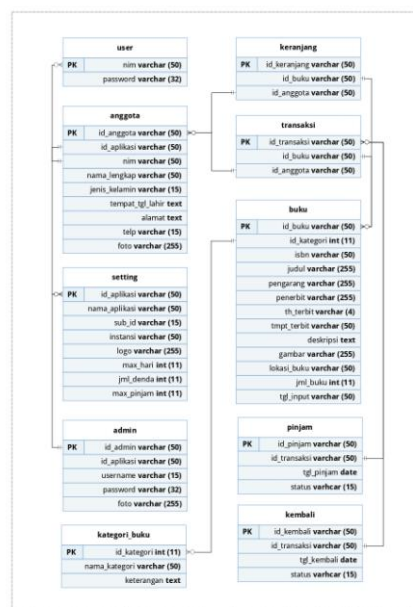 user
PK nim varchar (50)
password varchar (32)
anggota
PK id_anggota varchar (50)
id_aplikasi varchar (50)
nim varchar (50)
nama_lengkap varchar (50)
jenis_kelamin varchar (15)
tempat_tgl_lahir text
alamat text
telp varchar (15)
foto varchar (255)
setting
PK id_aplikasi varchar (50)
nama_aplikasi varchar (50)
sub_id varchar (15)
instansi varchar (50)
logo varchar (255)
max_hari int (11)
jml_denda int (11)
max_pinjam int (11)
admin
PK id_admin varchar (50)
id_aplikasi varchar (50)
username varchar (15)
password varchar (32)
foto varchar (255)
kategori_buku
PK id_kategori int (11)
nama_kategori varchar (50)
keterangan text
keranjang
PK id_keranjang varchar (50)
id_buku varchar (50)
id_anggota varchar (50)
transaksi
PK id_transaksi varchar (50)
id_buku varchar (50)
id_anggota varchar (50)
buku
PK id_buku varchar (50)
id_kategori int (11)
isbn varchar (50)
judul varchar (255)
pengarang varchar (255)
penerbit varchar (255)
th_terbit varchar (4)
tmpt_terbit varchar (50)
deskripsi text
gambar varchar (255)
lokasi_buku varchar (50)
jml_buku int (11)
tgl_input varchar (50)
pinjam
PK id_pinjam varchar (50)
id_transaksi varchar (50)
tgl_pinjam date
status varhcar (15)
kembali
PK id_kembali varchar (50)
id_transaksi varchar (50)
tgl_kembali date
status varhcar (15)